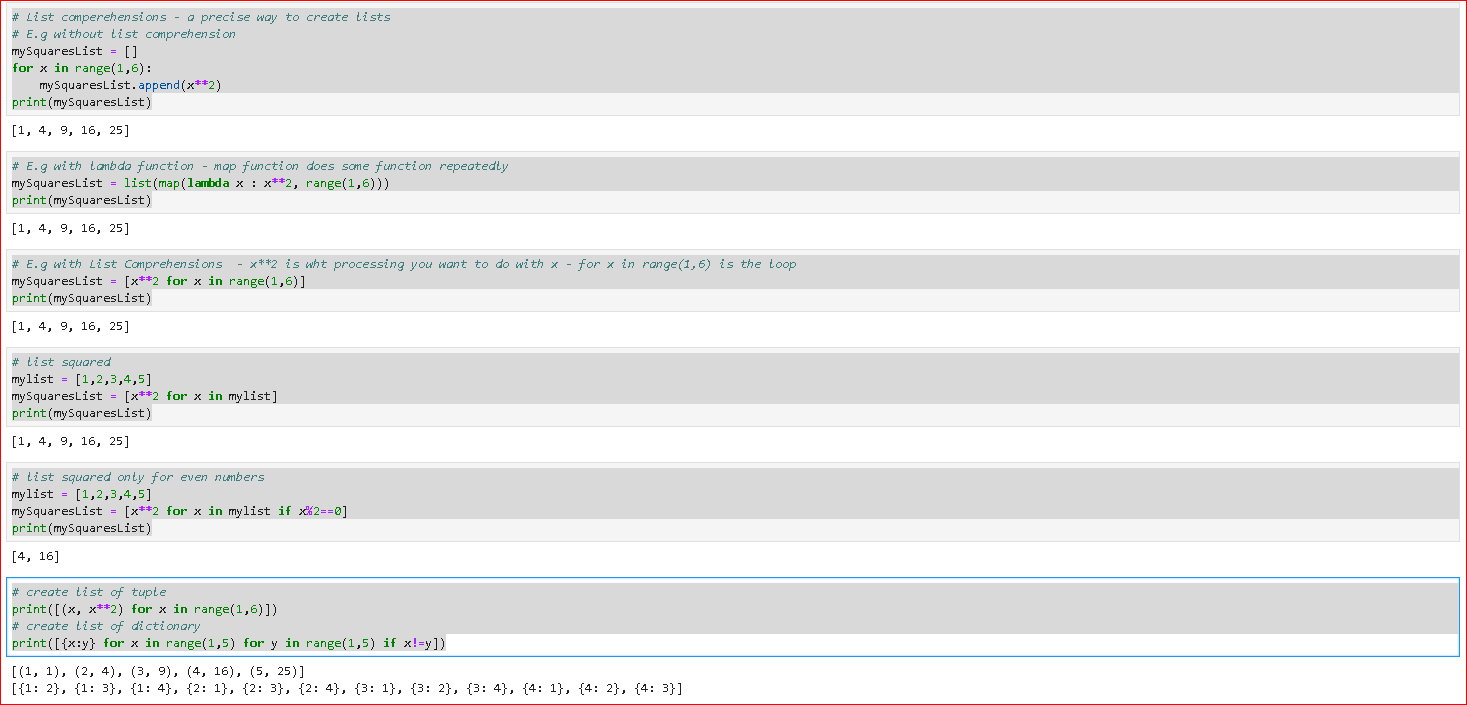 # List comperehensions - a precise way to create lists
# E.g without list comprehension
mySquaresList = []
for x in range(1,6):
    mySquaresList.append(x**2)
print(mySquaresList)
[1, 4, 9, 16, 25]
# E.g with lambda function - map function does some function repeatedly
mySquaresList = list(map(lambda x : x**2, range(1,6)))
print(mySquaresList)
[1, 4, 9, 16, 25]
# E.g with List Comprehensions  - x**2 is wht processing you want to do with x - for x in range(1,6) is the loop
mySquaresList = [x**2 for x in range(1,6)]
print(mySquaresList)
[1, 4, 9, 16, 25]
# list squared
mylist = [1,2,3,4,5]
mySquaresList = [x**2 for x in mylist]
print(mySquaresList)
[1, 4, 9, 16, 25]
# list squared only for even numbers
mylist = [1,2,3,4,5]
mySquaresList = [x**2 for x in mylist if x%2==0]
print(mySquaresList)
[4, 16]
# create list of tuple
print([(x, x**2) for x in range(1,6)])
# create list of dictionary
print([{x:y} for x in range(1,5) for y in range(1,5) if x!=y])
[(1, 1), (2, 4), (3, 9), (4, 16), (5, 25)]
[{1: 2}, {1: 3}, {1: 4}, {2: 1}, {2: 3}, {2: 4}, {3: 1}, {3: 2}, {3: 4}, {4: 1}, {4: 2}, {4: 3}]